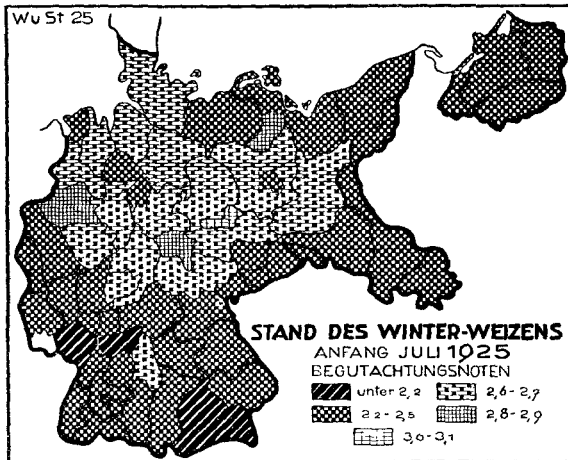 Wu St 25
STAND DES WINTER-WEIZENS
ANFANG JULI 1925
BEGUTACHTUNGSNOTEN
unter 2,2 2,6-2,7
2,2-2,5 2,8-2,9
3,0-3,1